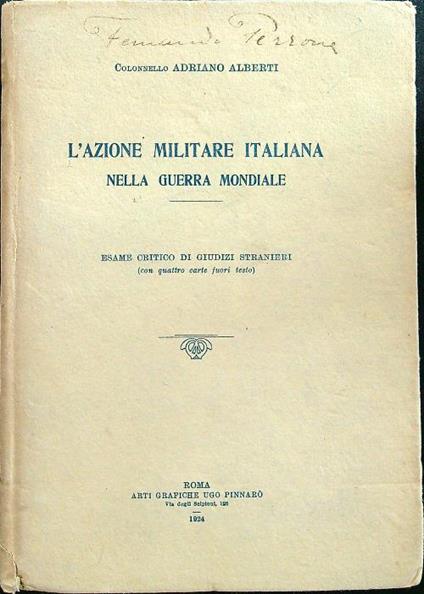 Fernando Perrone
Colonnello ADRIANO ALBERTI
L'AZIONE MILITARE ITALIANA
NELLA GUERRA MONDIALE
ESAME CRITICO DI GIUDIZI STRANIERI
(con quattro carte fuori testo)
ROMA
ARTI GRAFICHE UGO PINNARÒ
Via degli Scipioni, 126
1924